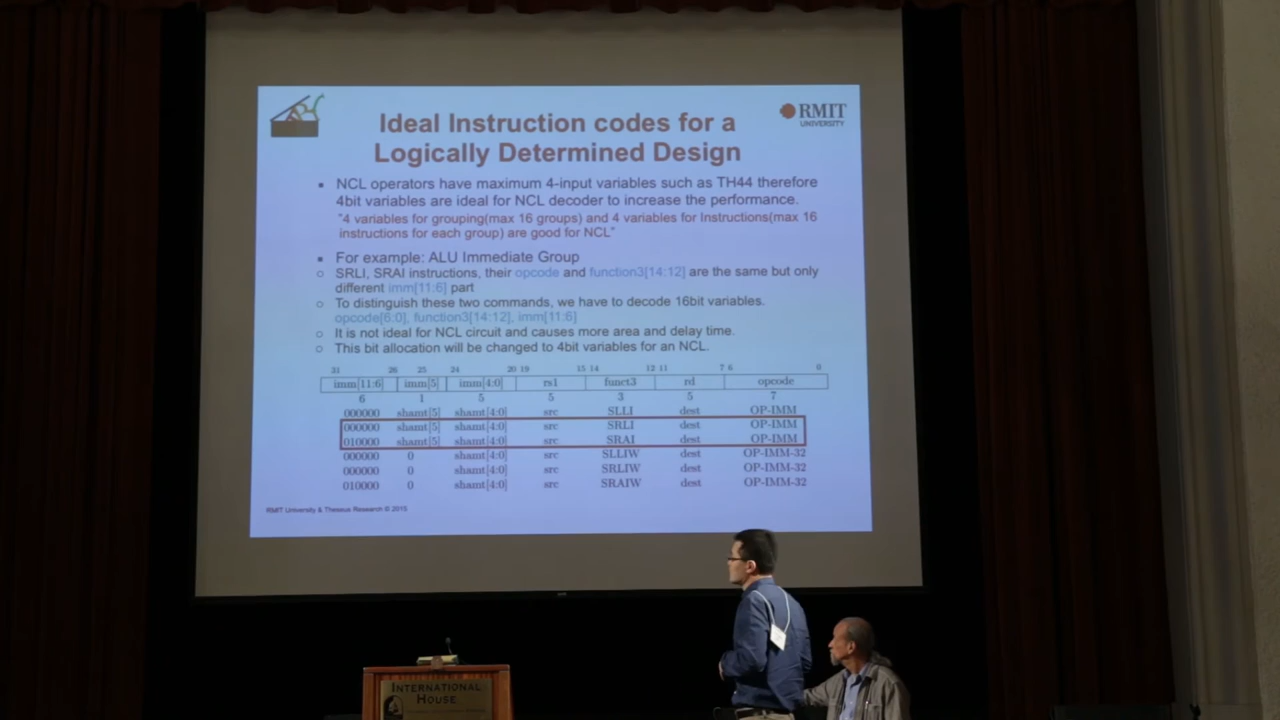 RMIT
UNIVERSITY
Ideal Instruction codes for a
Logically Determined Design
▪ NCL operators have maximum 4-input variables such as TH44 therefore
4bit variables are ideal for NCL decoder to increase the performance.
"4 variables for grouping(max 16 groups) and 4 variables for Instructions(max 16
instructions for each group) are good for NCL"
▪ For example: ALU Immediate Group
○ SRLI, SRAI instructions, their opcode and function3[14:12] are the same but only
different imm[11:6] part
○ To distinguish these two commands, we have to decode 16bit variables.
opcode[6:0], function3[14:12], imm[11:6]
○ It is not ideal for NCL circuit and causes more area and delay time.
○ This bit allocation will be changed to 4bit variables for an NCL.
31 26 25 24 20 19 15 14 12 11 7 6 0
imm[11:6] imm[5] imm[4:0] rs1 funct3 rd opcode
6 1 5 5 3 5 7
000000 shamt[5] shamt[4:0] src SLLI dest OP-IMM
000000 shamt[5] shamt[4:0] src SRLI dest OP-IMM
010000 shamt[5] shamt[4:0] src SRAI dest OP-IMM
000000 0 shamt[4:0] src SLLIW dest OP-IMM-32
000000 0 shamt[4:0] src SRLIW dest OP-IMM-32
010000 0 shamt[4:0] src SRAIW dest OP-IMM-32
RMIT University & Theseus Research © 2015
INTERNATIONAL
HOUSE